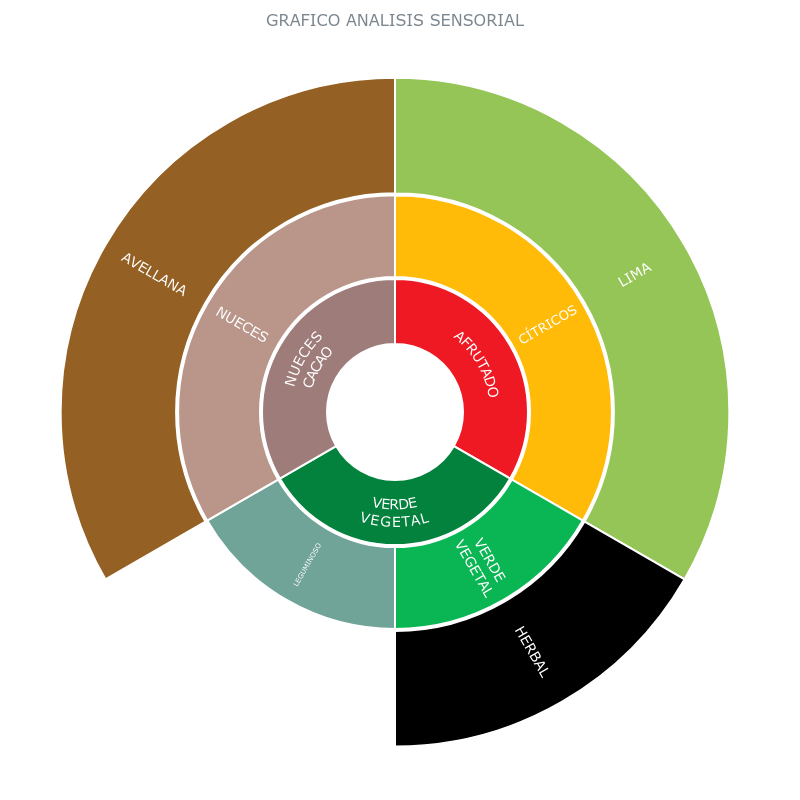 GRAFICO ANALISIS SENSORIAL
AVELLANA
LIMA
NUECES
CÍTRICOS
NUECES
CACAO
AFRUTADO
VERDE
VEGETAL
LEGUMINOSO
VERDE
VEGETAL
HERBAL